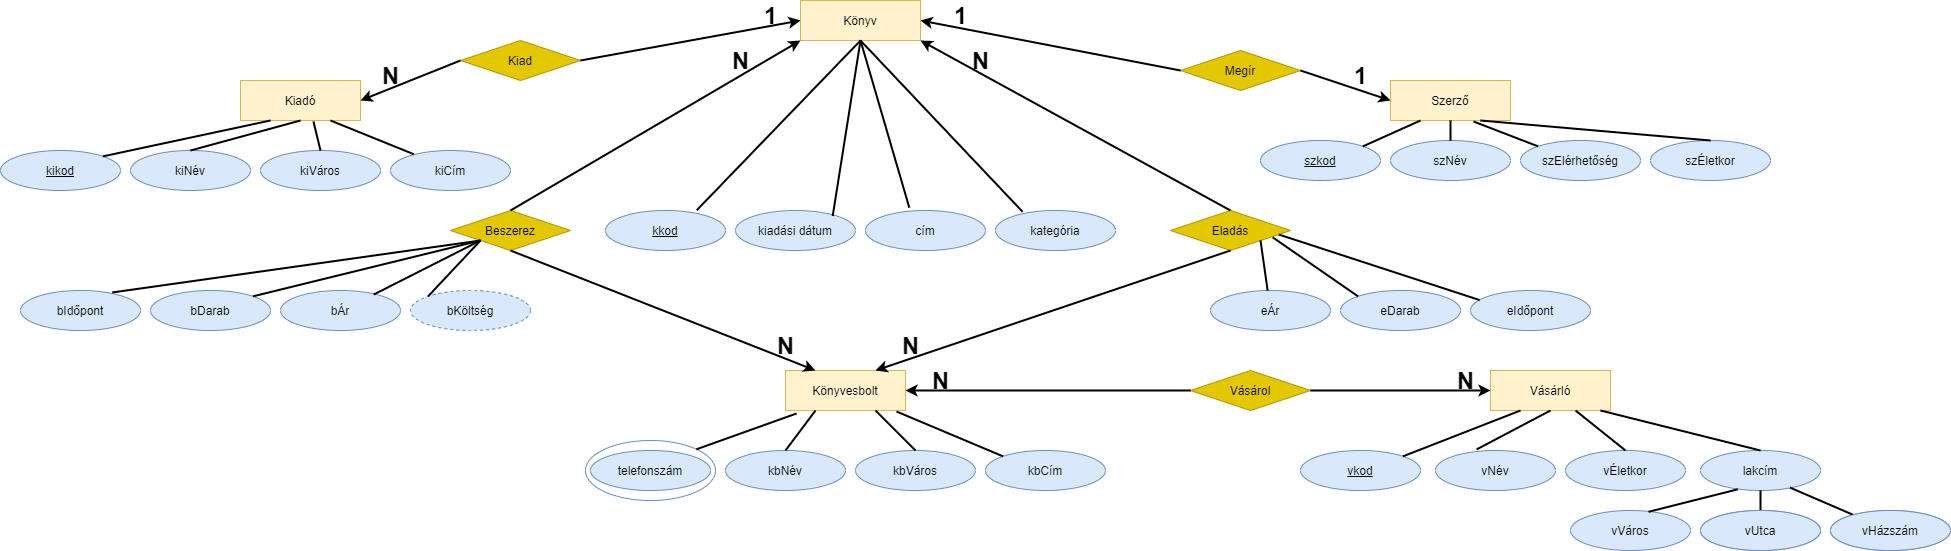 1
Könyv
1
Kiad
N
N
N
Megír
N
1
Kiadó
Szerző
kikod
kiNév
kiVáros
kiCím
szkod
szNév
szElérhetőség
szÉletkor
Beszerez
kkod
kiadási dátum
cím
kategória
Eladás
bIdőpont
bDarab
bÁr
bKöltség
eÁr
eDarab
eIdőpont
N
N
Könyvesbolt
N
Vásárol
N
Vásárló
telefonszám
kbNév
kbVáros
kbCím
vkod
vNév
vÉletkor
lakcím
vVáros
vUtca
vHázszám